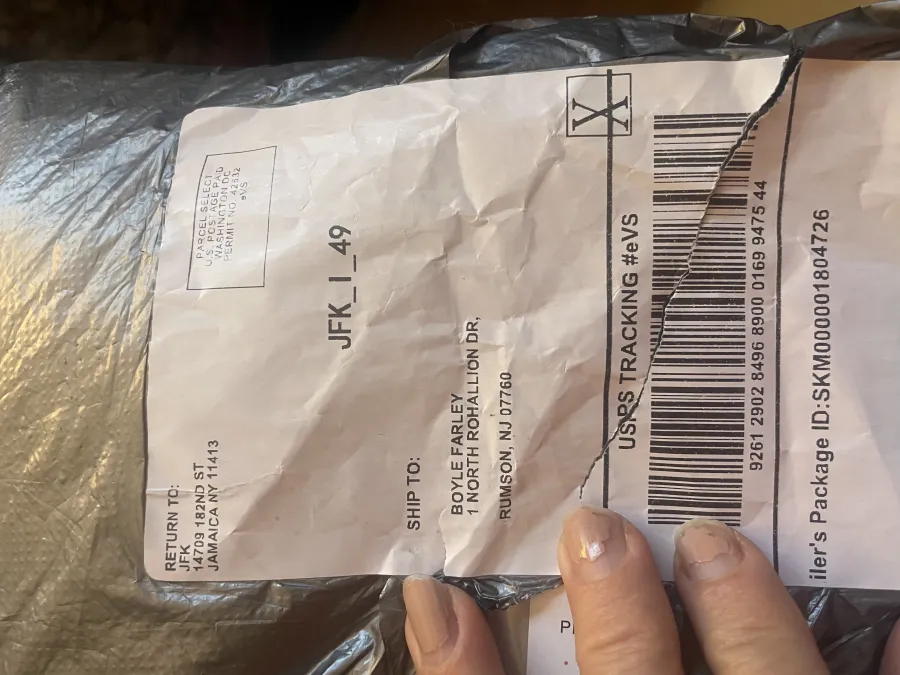 PARCEL SELECT
U.S. POSTAGE PAID
WASHINGTON DC
PERMIT NO. 42632
eVS
RETURN TO:
JFK
14709 182ND ST
JAMAICA NY 11413
JFK_I_49
SHIP TO:
BOYLE FARLEY
1 NORTH ROHALLION DR,
RUMSON, NJ 07760
X
USPS TRACKING #eVS
9261 2902 8496 8900 0169 9475 44
iler's Package ID:SKM000001804726